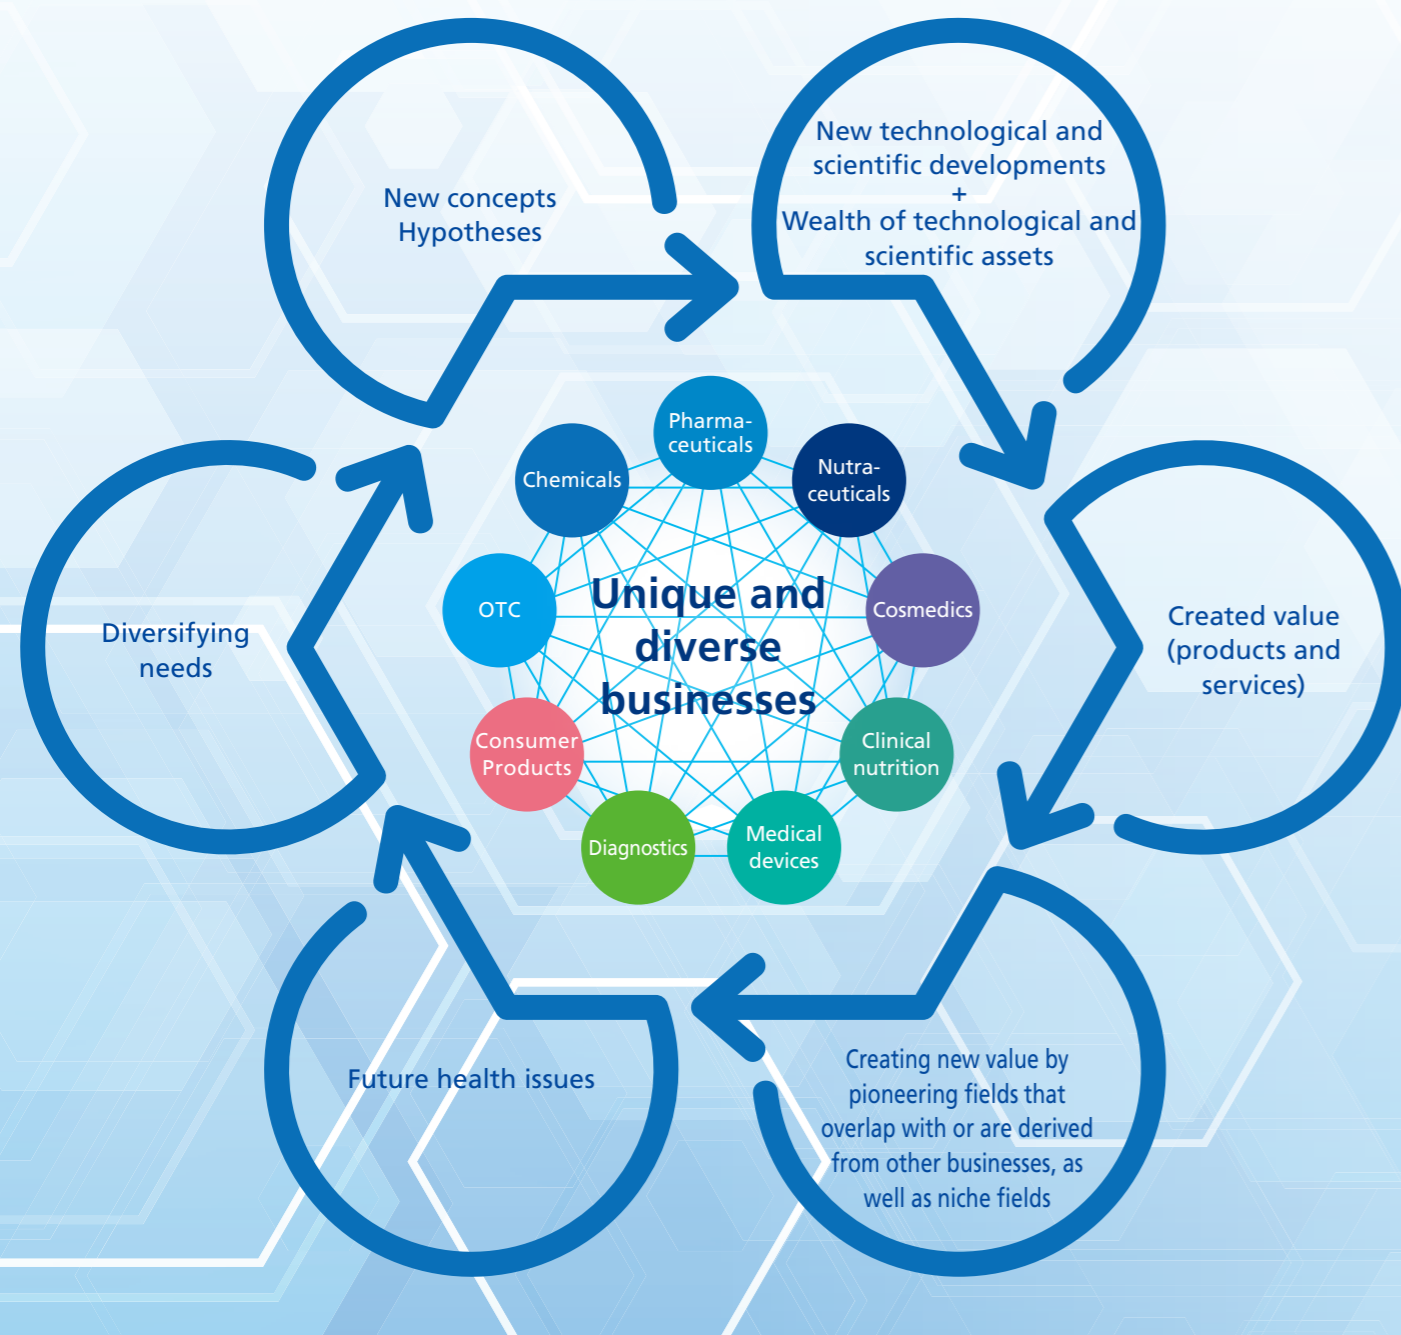 New concepts
Hypotheses
New technological and
scientific developments
+
Wealth of technological and
scientific assets
Created value
(products and
services)
Creating new value by
pioneering fields that
overlap with or are derived
from other businesses, as
well as niche fields
Future health issues
Diversifying
needs
Unique and
diverse
businesses
Pharma-
ceuticals
Nutra-
ceuticals
Cosmedics
Clinical
nutrition
Medical
devices
Diagnostics
Consumer
Products
OTC
Chemicals